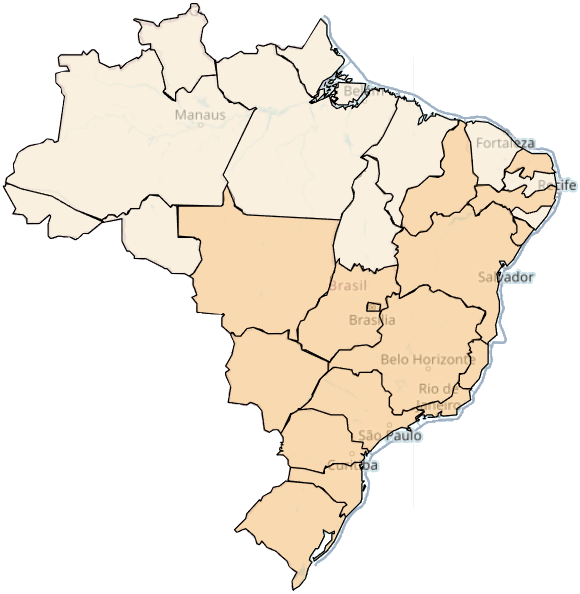 Belém
Manaus
Fortaleza
Recife
Salvador
Brasil
Brasília
Belo Horizonte
Rio de
Janeiro
São Paulo
Curitiba